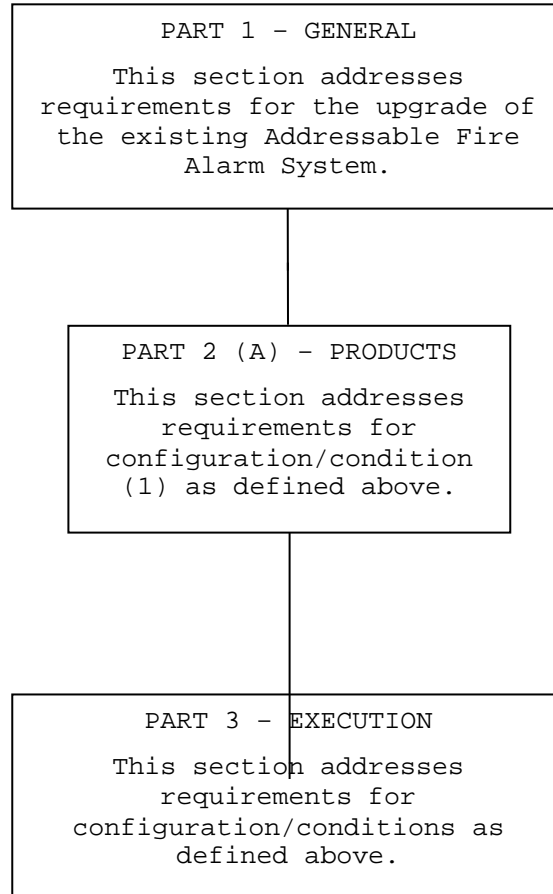 PART 1 – GENERAL
This section addresses
requirements for the upgrade of
the existing Addressable Fire
Alarm System.
PART 2 (A) – PRODUCTS
This section addresses
requirements for
configuration/condition
(1) as defined above.
PART 3 – EXECUTION
This section addresses
requirements for
configuration/conditions as
defined above.